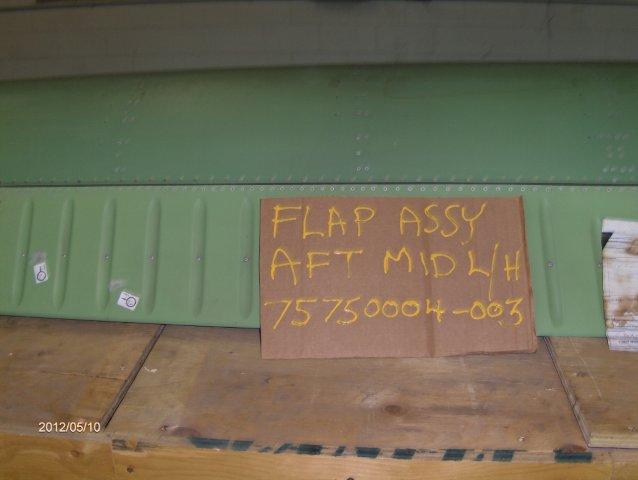 FLAP ASSY
AFT MID L/H
75750004-003
2012/05/10